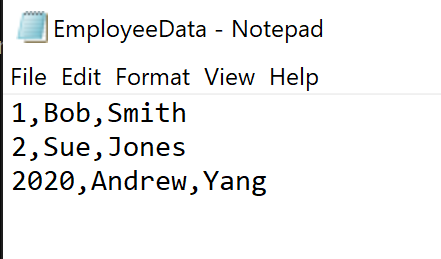 EmployeeData - Notepad
File Edit Format View Help
1,Bob,Smith
2,Sue,Jones
2020,Andrew,Yang